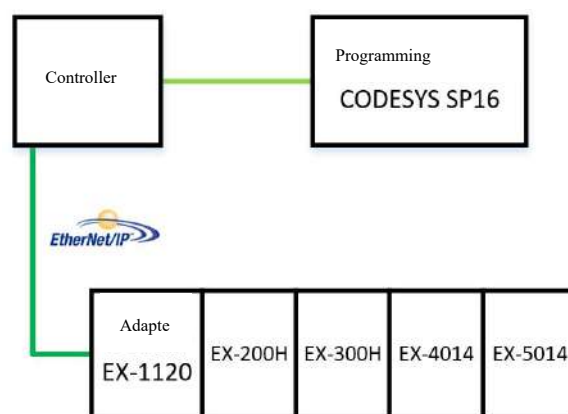 Controller
Programming
CODESYS SP16
EtherNet/IP
Adapte
EX-1120
EX-200H
EX-300H
EX-4014
EX-5014